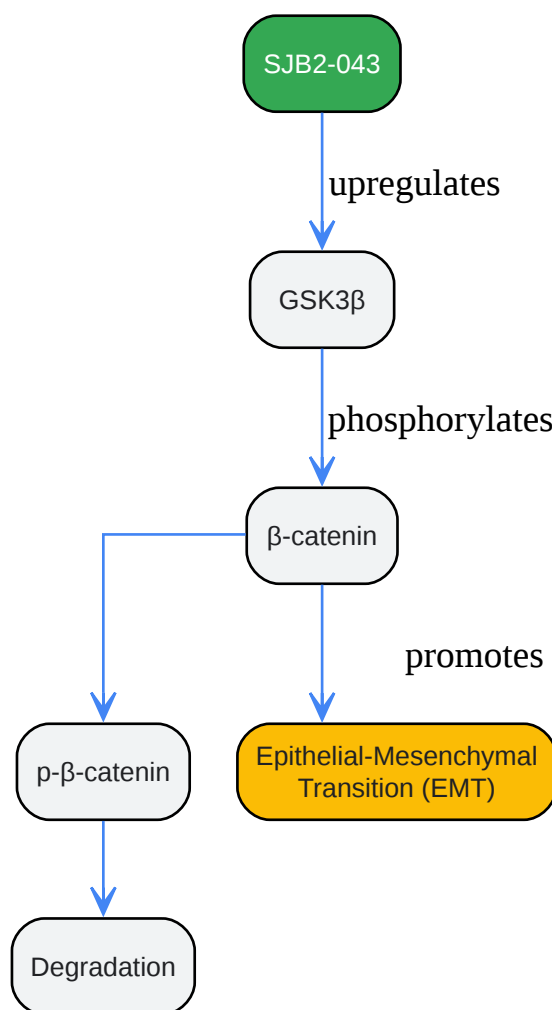 SJB2-043
upregulates
GSK3β
phosphorylates
β-catenin
promotes
p-β-catenin
Epithelial-Mesenchymal
Transition (EMT)
Degradation